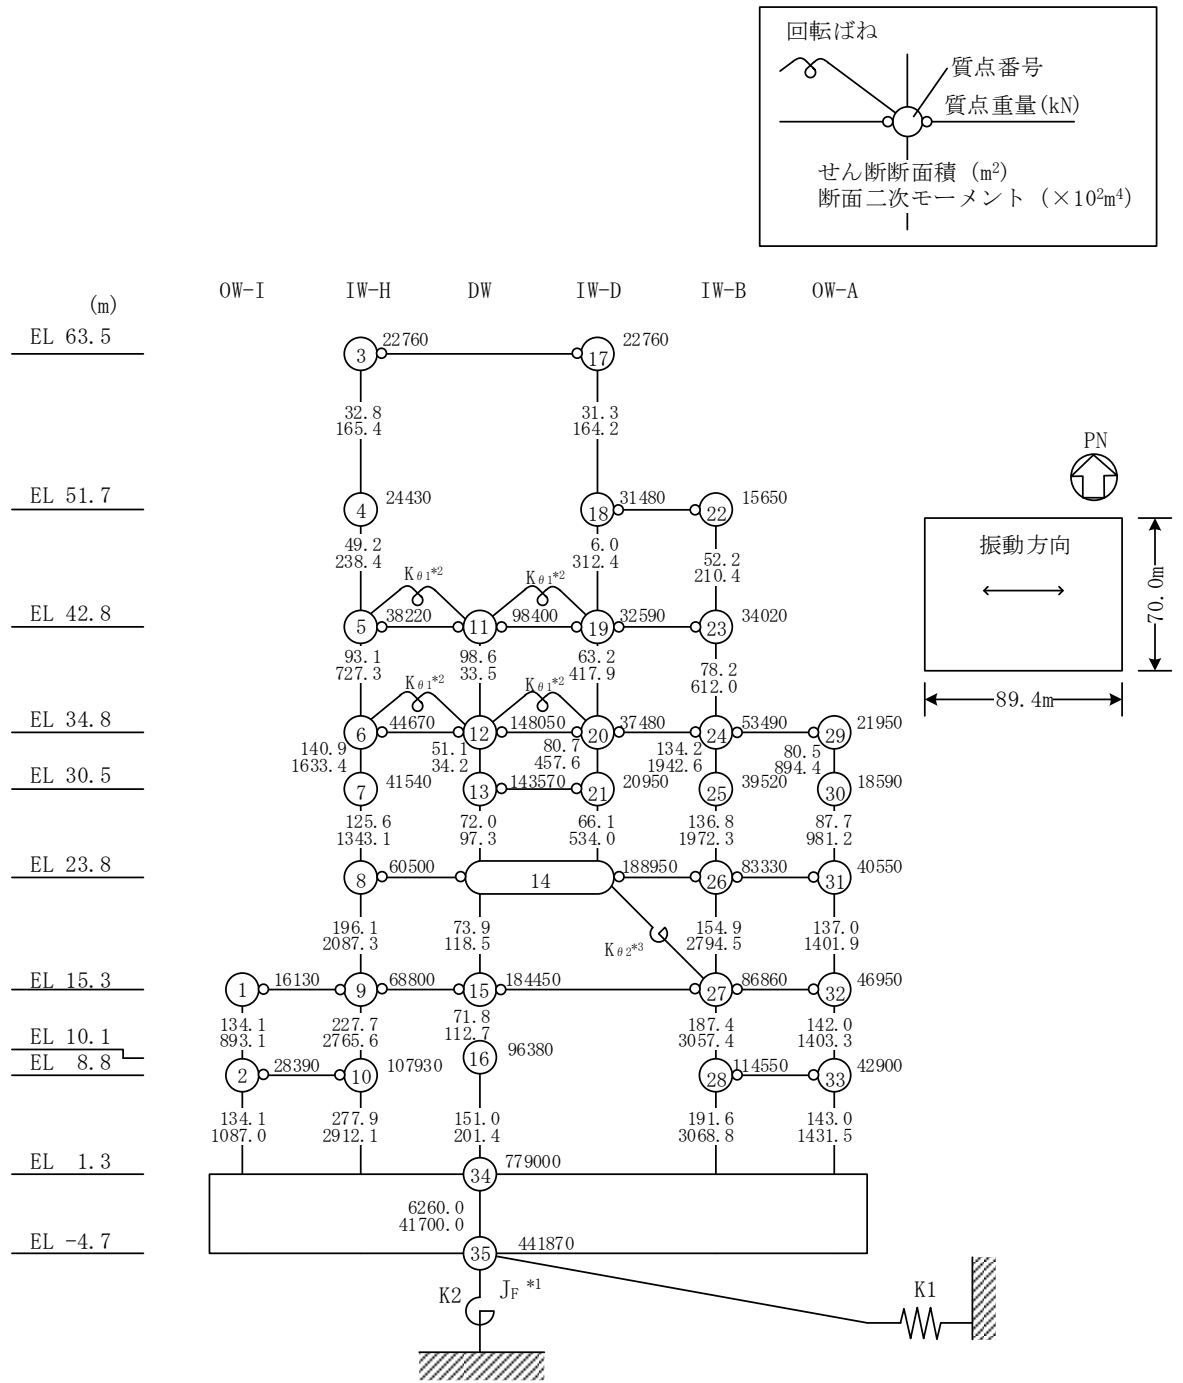 回転ばね
質点番号
質点重量(kN)
せん断断面積 (m²)
断面二次モーメント (×10²m⁴)
(m)
OW-I IW-H DW IW-D IW-B OW-A
EL 63.5
3 22760 17 22760
32.8 31.3
165.4 164.2
EL 51.7
4 24430 18 31480 22 15650
49.2 6.0 52.2
238.4 312.4 210.4
Kθ1*2 Kθ1*2
EL 42.8
5 38220 11 98400 19 32590 23 34020
93.1 98.6 63.2 78.2
727.3 33.5 417.9 612.0
Kθ1*2 Kθ1*2
EL 34.8
6 44670 12 148050 20 37480 24 53490 29 21950
140.9 51.1 80.7 134.2 80.5
1633.4 34.2 457.6 1942.6 894.4
EL 30.5
7 41540 13 143570 21 20950 25 39520 30 18590
125.6 72.0 66.1 136.8 87.7
1343.1 97.3 534.0 1972.3 981.2
EL 23.8
8 60500 14 188950 26 83330 31 40550
196.1 73.9 154.9 137.0
2087.3 118.5 2794.5 1401.9
Kθ2*3
EL 15.3
1 16130 9 68800 15 184450 27 86860 32 46950
134.1 227.7 71.8 187.4 142.0
893.1 2765.6 112.7 3057.4 1403.3
EL 10.1
16 96380
EL 8.8
2 28390 10 107930 28 114550 33 42900
134.1 277.9 151.0 191.6 143.0
1087.0 2912.1 201.4 3068.8 1431.5
EL 1.3
34 779000
6260.0
41700.0
EL -4.7
35 441870
K2 JF *1 K1
PN
振動方向
70.0m
89.4m